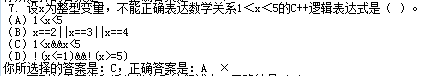 7. 设x为整型变量，不能正确表达数学关系1＜x＜5的C++逻辑表达式是( )。
(A) 1<x<5
(B) x==2||x==3||x==4
(C) 1<x&&x<5
(D) !(x<=1)&&!(x>=5)
你所选择的答案是：C，正确答案是：A ×